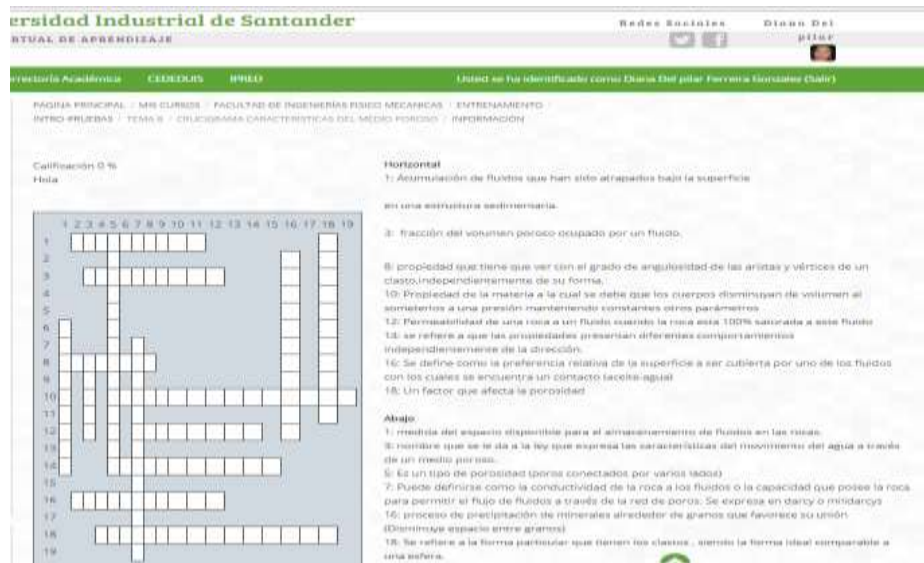 ersidad Industrial de Santander
RTUAL DE APRENDIZAJE
Redes Sociales
Diana Del pilar
rectoría Académica CEDEDUIS IPRED
Usted se ha identificado como Diana Del pilar Ferreira Gonzales (Salir)
PÁGINA PRINCIPAL / MIS CURSOS / FACULTAD DE INGENIERÍAS FISICO MECANICAS / ENTRENAMIENTO /
INTRO-PRUEBAS / TEMA 8 / CRUCIGRAMA CARACTERISTICAS DEL MEDIO POROSO / INFORMACIÓN
Calificación 0 %
Hola
1 2 3 4 5 6 7 8 9 10 11 12 13 14 15 16 17 18 19
1
2
3
4
5
6
7
8
9
10
11
12
13
14
15
16
17
18
19
Horizontal
1: Acumulación de fluidos que han sido atrapados bajo la superficie
en una estructura sedimentaria.
3: fracción del volumen poroso ocupado por un fluido.
8: propiedad que tiene que ver con el grado de angulosidad de las aristas y vértices de un
clasto,independientemente de su forma.
10: Propiedad de la materia a la cual se debe que los cuerpos disminuyan de volumen al
someterlos a una presión manteniendo constantes otros parámetros
12: Permeabilidad de una roca a un fluido cuando la roca esta 100% saturada a este fluido
14: se refiere a que las propiedades presentan diferentes comportamientos
independientemente de la dirección.
16: Se define como la preferencia relativa de la superficie a ser cubierta por uno de los fluidos
con los cuales se encuentra un contacto (aceite-agua)
18: Un factor que afecta la porosidad
Abajo
1: medida del espacio disponible para el almacenamiento de fluidos en las rocas.
3: nombre que se le da a la ley que expresa las características del movimiento del agua a través
de un medio poroso.
5: Es un tipo de porosidad (poros conectados por varios lados)
7: Puede definirse como la conductividad de la roca a los fluidos o la capacidad que posee la roca
para permitir el flujo de fluidos a través de la red de poros. Se expresa en darcy o milidarcys
16: proceso de precipitación de minerales alrededor de granos que favorece su unión
(Disminuye espacio entre granos)
18: Se refiere a la forma particular que tienen los clastos , siendo la forma ideal comparable a
una esfera.